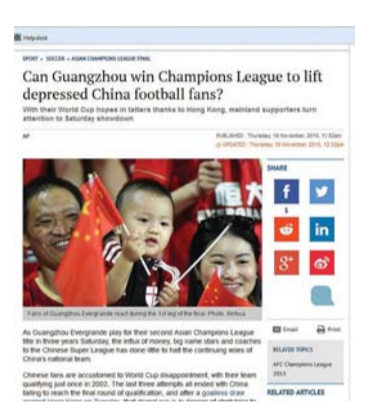 Helpdesk
SPORT • SOCCER • ASIAN CHAMPIONS LEAGUE FINAL
Can Guangzhou win Champions League to lift
depressed China football fans?
With their World Cup hopes in tatters thanks to Hong Kong, mainland supporters turn
attention to Saturday showdown
AP
PUBLISHED : Thursday, 19 November, 2015, 11:52am
UPDATED : Thursday, 19 November, 2015, 12:32pm
SHARE
5
Fans of Guangzhou Evergrande react during the 1st leg of the final. Photo: Xinhua
Email
Print
As Guangzhou Evergrande play for their second Asian Champions League
title in three years Saturday, the influx of money, big name stars and coaches
to the Chinese Super League has done little to halt the continuing woes of
China's national team.
RELATED TOPICS
AFC Champions League
2015
Chinese fans are accustomed to World Cup disappointment, with their team
qualifying just once in 2002. The last three attempts all ended with China
failing to reach the final round of qualification, and after a goalless draw
RELATED ARTICLES